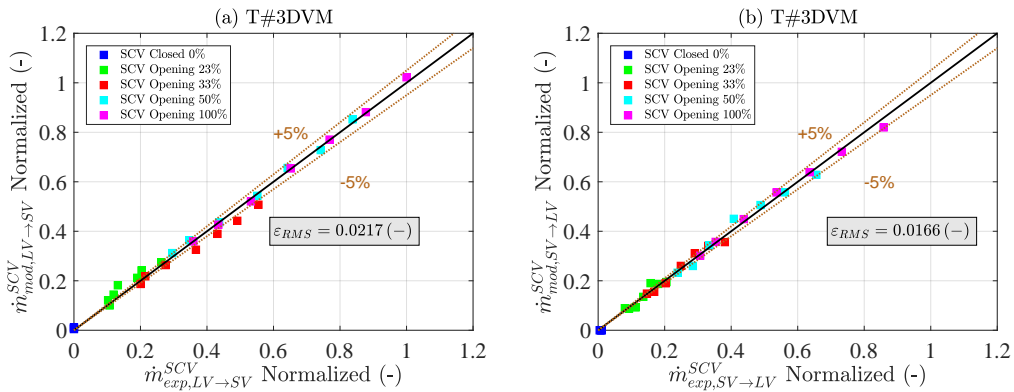 (a) T#3DVM
1.2
1
0.8
0.6
0.4
0.2
0
SCV Closed 0%
SCV Opening 23%
SCV Opening 33%
SCV Opening 50%
SCV Opening 100%
+5%
-5%
ε_RMS = 0.0217 (−)
ṁ^SCV_mod,LV→SV Normalized (-)
0 0.2 0.4 0.6 0.8 1 1.2
ṁ^SCV_exp,LV→SV Normalized (-)
(b) T#3DVM
1.2
1
0.8
0.6
0.4
0.2
0
SCV Closed 0%
SCV Opening 23%
SCV Opening 33%
SCV Opening 50%
SCV Opening 100%
+5%
-5%
ε_RMS = 0.0166 (−)
ṁ^SCV_mod,SV→LV Normalized (-)
0 0.2 0.4 0.6 0.8 1 1.2
ṁ^SCV_exp,SV→LV Normalized (-)